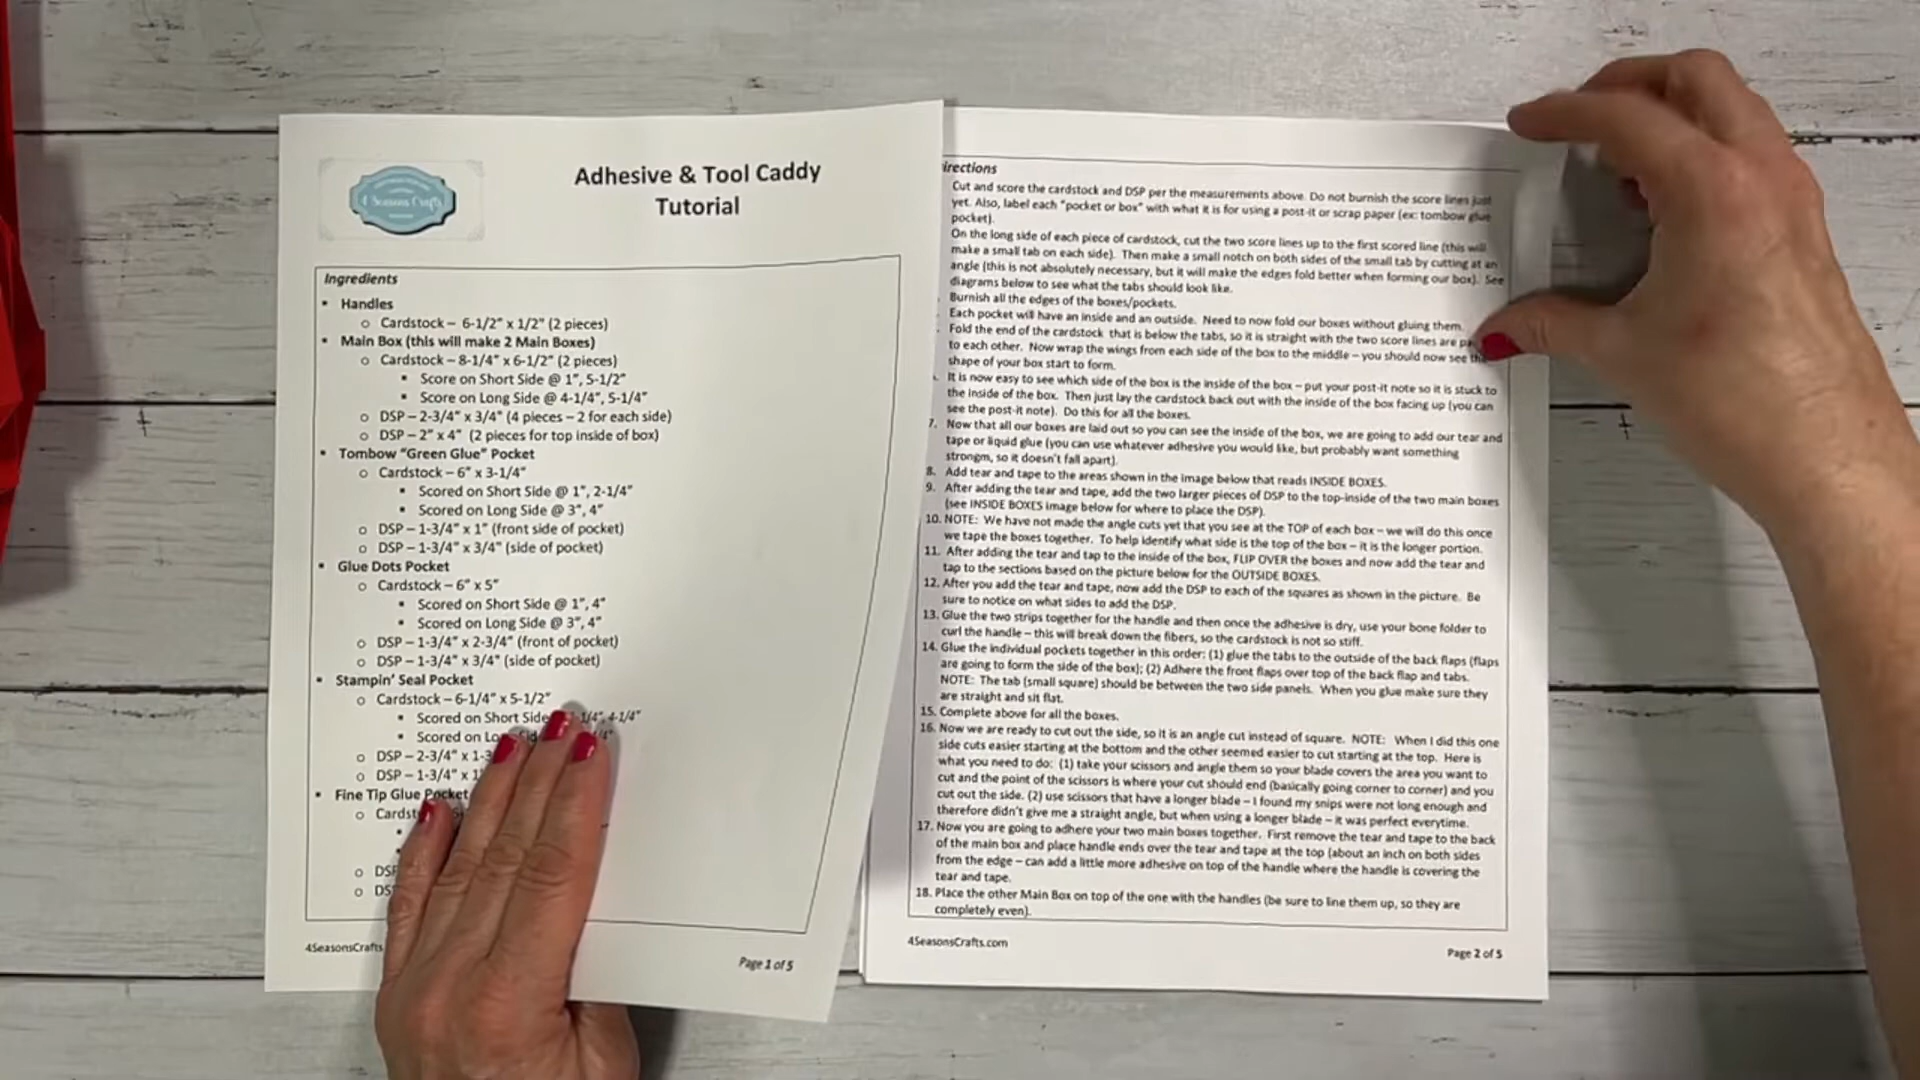 4 Seasons Crafts
Adhesive & Tool Caddy
Tutorial
Ingredients
• Handles
o Cardstock – 6-1/2" x 1/2" (2 pieces)
• Main Box (this will make 2 Main Boxes)
o Cardstock – 8-1/4" x 6-1/2" (2 pieces)
▪ Score on Short Side @ 1", 5-1/2"
▪ Score on Long Side @ 4-1/4", 5-1/4"
o DSP – 2-3/4" x 3/4" (4 pieces – 2 for each side)
o DSP – 2" x 4" (2 pieces for top inside of box)
• Tombow "Green Glue" Pocket
o Cardstock – 6" x 3-1/4"
▪ Scored on Short Side @ 1", 2-1/4"
▪ Scored on Long Side @ 3", 4"
o DSP – 1-3/4" x 1" (front side of pocket)
o DSP – 1-3/4" x 3/4" (side of pocket)
• Glue Dots Pocket
o Cardstock – 6" x 5"
▪ Scored on Short Side @ 1", 4"
▪ Scored on Long Side @ 3", 4"
o DSP – 1-3/4" x 2-3/4" (front of pocket)
o DSP – 1-3/4" x 3/4" (side of pocket)
• Stampin' Seal Pocket
o Cardstock – 6-1/4" x 5-1/2"
▪ Scored on Short Side 1/4", 4-1/4"
▪ Scored on
o DSP – 2-3/4" x
o DSP – 1-3/4" x
• Fine Tip Glue Pocket
o
o
o
4SeasonsCrafts
Page 1 of 5
irections
Cut and score the cardstock and DSP per the measurements above. Do not burnish the score lines just
yet. Also, label each "pocket or box" with what it is for using a post-it or scrap paper (ex: tombow glue
pocket).
On the long side of each piece of cardstock, cut the two score lines up to the first scored line (this will
make a small tab on each side). Then make a small notch on both sides of the small tab by cutting at an
angle (this is not absolutely necessary, but it will make the edges fold better when forming our box). See
diagrams below to see what the tabs should look like.
Burnish all the edges of the boxes/pockets.
Each pocket will have an inside and an outside. Need to now fold our boxes without gluing them.
Fold the end of the cardstock that is below the tabs, so it is straight with the two score lines are
to each other. Now wrap the wings from each side of the box to the middle – you should now see the
shape of your box start to form.
It is now easy to see which side of the box is the inside of the box – put your post-it note so it is stuck to
the inside of the box. Then just lay the cardstock back out with the inside of the box facing up (you can
see the post-it note). Do this for all the boxes.
7. Now that all our boxes are laid out so you can see the inside of the box, we are going to add our tear and
tape or liquid glue (you can use whatever adhesive you would like, but probably want something
strongm, so it doesn't fall apart).
8. Add tear and tape to the areas shown in the image below that reads INSIDE BOXES.
9. After adding the tear and tape, add the two larger pieces of DSP to the top-inside of the two main boxes
(see INSIDE BOXES image below for where to place the DSP).
10. NOTE: We have not made the angle cuts yet that you see at the TOP of each box – we will do this once
we tape the boxes together. To help identify what side is the top of the box – it is the longer portion.
11. After adding the tear and tap to the inside of the box, FLIP OVER the boxes and now add the tear and
tap to the sections based on the picture below for the OUTSIDE BOXES.
12. After you add the tear and tape, now add the DSP to each of the squares as shown in the picture. Be
sure to notice on what sides to add the DSP.
13. Glue the two strips together for the handle and then once the adhesive is dry, use your bone folder to
curl the handle – this will break down the fibers, so the cardstock is not so stiff.
14. Glue the individual pockets together in this order: (1) glue the tabs to the outside of the back flaps (flaps
are going to form the side of the box); (2) Adhere the front flaps over top of the back flap and tabs.
NOTE: The tab (small square) should be between the two side panels. When you glue make sure they
are straight and sit flat.
15. Complete above for all the boxes.
16. Now we are ready to cut out the side, so it is an angle cut instead of square. NOTE: When I did this one
side cuts easier starting at the bottom and the other seemed easier to cut starting at the top. Here is
what you need to do: (1) take your scissors and angle them so your blade covers the area you want to
cut and the point of the scissors is where your cut should end (basically going corner to corner) and you
cut out the side. (2) use scissors that have a longer blade – I found my snips were not long enough and
therefore didn't give me a straight angle, but when using a longer blade – it was perfect everytime.
17. Now you are going to adhere your two main boxes together. First remove the tear and tape to the back
of the main box and place handle ends over the tear and tape at the top (about an inch on both sides
from the edge – can add a little more adhesive on top of the handle where the handle is covering the
tear and tape.
18. Place the other Main Box on top of the one with the handles (be sure to line them up, so they are
completely even).
4SeasonsCrafts.com
Page 2 of 5